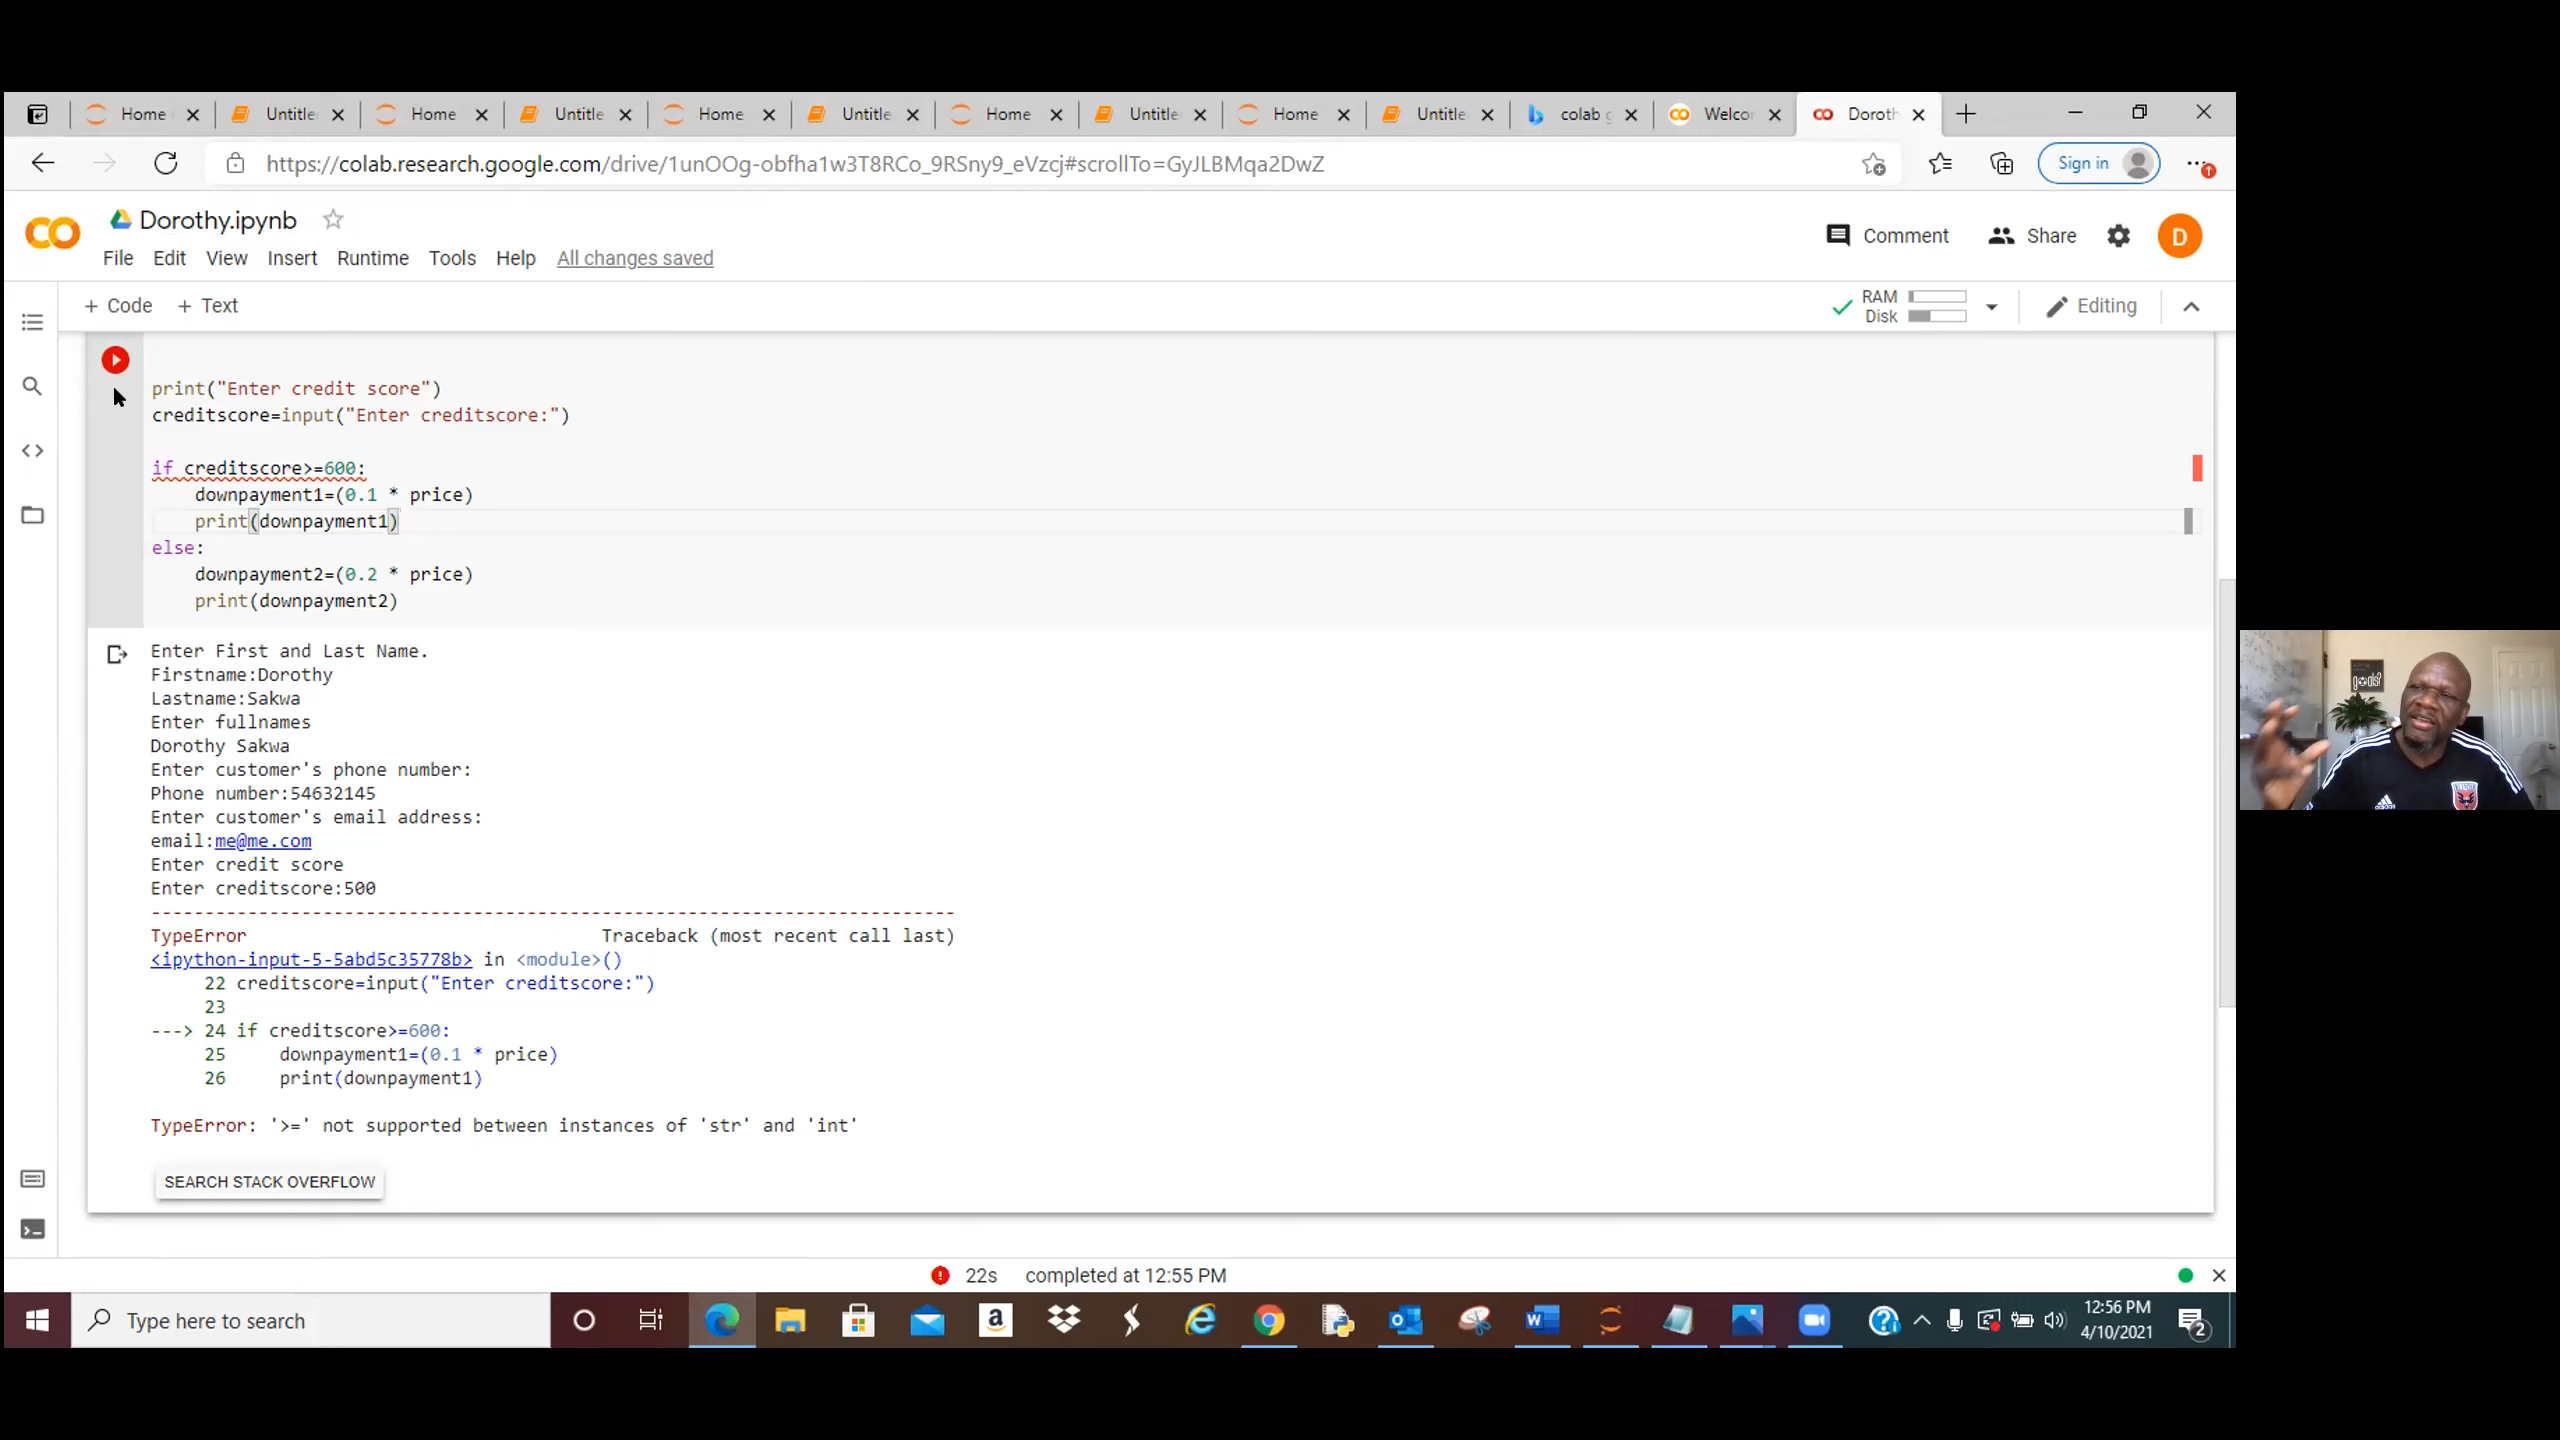 Home
Untitle
Home
Untitle
Home
Untitle
Home
Untitle
Home
Untitle
colab g
Welcor
Doroth
https://colab.research.google.com/drive/1unOOg-obfha1w3T8RCo_9RSny9_eVzcj#scrollTo=GyJLBMqa2DwZ
Sign in
CO
Dorothy.ipynb
Comment
Share
D
File Edit View Insert Runtime Tools Help All changes saved
+ Code + Text
RAM
Disk
Editing
print("Enter credit score")
creditscore=input("Enter creditscore:")
if creditscore>=600:
downpayment1=(0.1 * price)
print(downpayment1)
else:
downpayment2=(0.2 * price)
print(downpayment2)
Enter First and Last Name.
Firstname:Dorothy
Lastname:Sakwa
Enter fullnames
Dorothy Sakwa
Enter customer's phone number:
Phone number:54632145
Enter customer's email address:
email:me@me.com
Enter credit score
Enter creditscore:500
---------------------------------------------------------------------------
TypeError Traceback (most recent call last)
<ipython-input-5-5abd5c35778b> in <module>()
22 creditscore=input("Enter creditscore:")
23
---> 24 if creditscore>=600:
25 downpayment1=(0.1 * price)
26 print(downpayment1)
TypeError: '>=' not supported between instances of 'str' and 'int'
SEARCH STACK OVERFLOW
22s completed at 12:55 PM
Type here to search
12:56 PM
4/10/2021
2
goals?
adidas